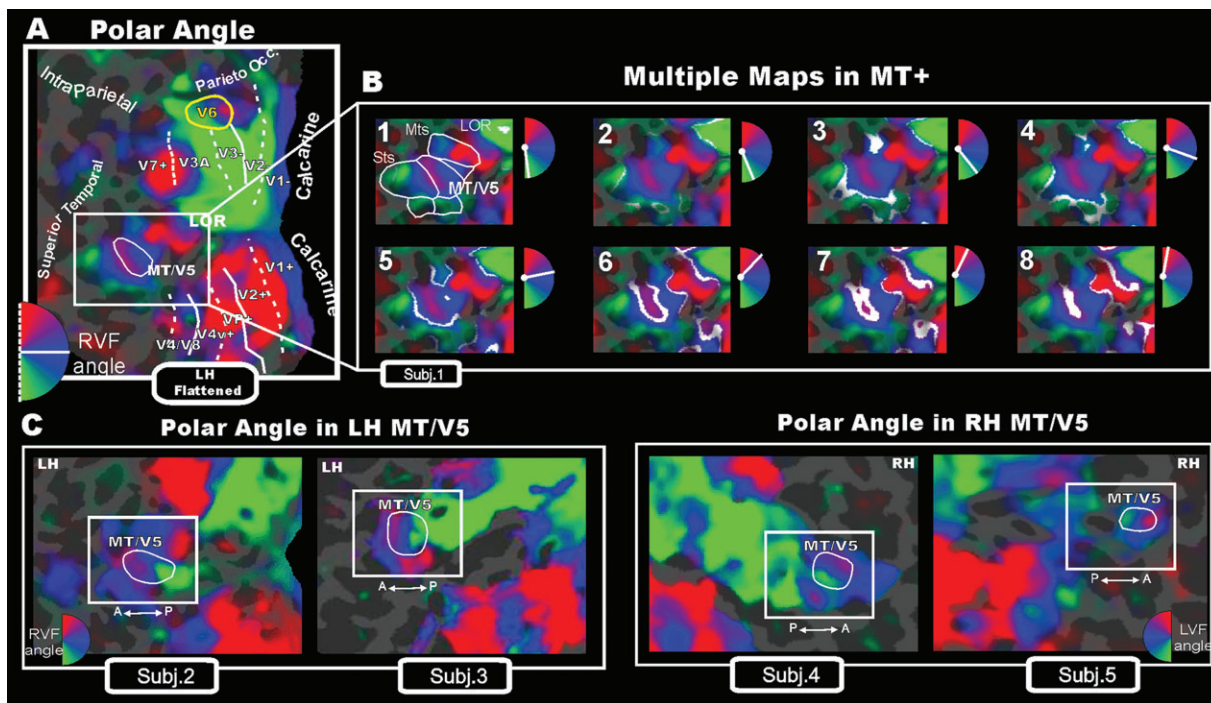 A Polar Angle
IntraParietal
Parieto Occ.
V6
Calcarine
V7+
V3A
V3-
V2-
V1-
Superior Temporal
LOR
MT/V5
Calcarine
V1+
V2+
VP+
V4v+
V4/V8
RVF
angle
LH
Flattened
B Multiple Maps in MT+
1
Mts
LOR
Sts
MT/V5
2
3
4
5
6
7
8
Subj.1
C Polar Angle in LH MT/V5
LH
MT/V5
A
P
RVF
angle
Subj.2
LH
MT/V5
A
P
Subj.3
Polar Angle in RH MT/V5
RH
MT/V5
P
A
Subj.4
RH
MT/V5
P
A
LVF
angle
Subj.5